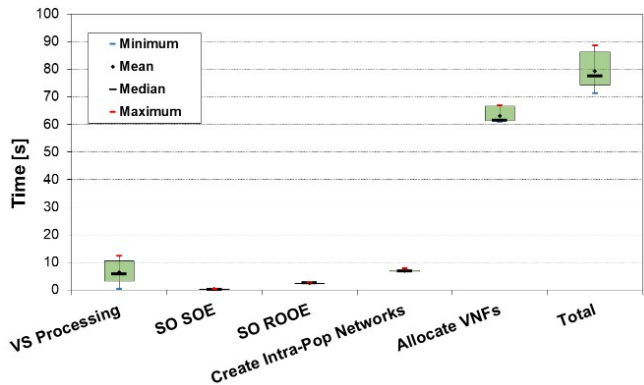 100
90
80
70
60
50
40
30
20
10
0
Time [s]
Minimum
Mean
Median
Maximum
VS Processing
SO SOE
SO ROOE
Create Intra-Pop Networks
Allocate VNFs
Total